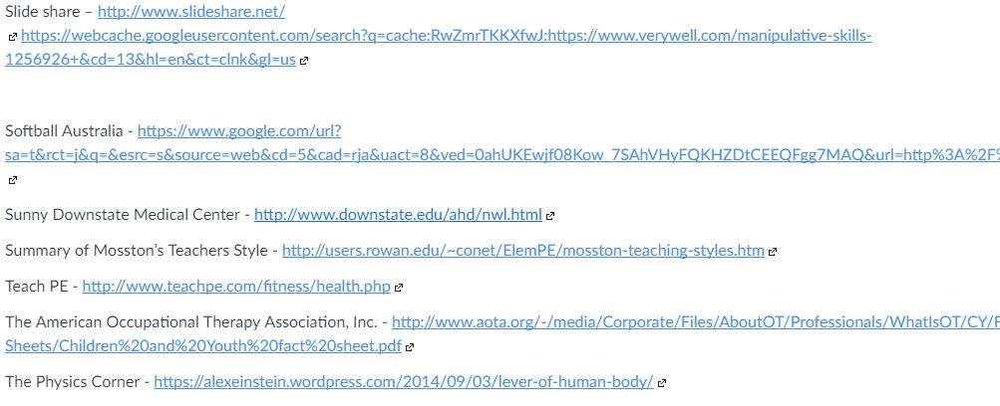 Slide share – http://www.slideshare.net/
https://webcache.googleusercontent.com/search?q=cache:RwZmrTKKXfwJ:https://www.verywell.com/manipulative-skills-
1256926+&cd=13&hl=en&ct=clnk&gl=us
Softball Australia - https://www.google.com/url?
sa=t&rct=j&q=&esrc=s&source=web&cd=5&cad=rja&uact=8&ved=0ahUKEwjf08Kow_7SAhVHyFQKHZDtCEEQFgg7MAQ&url=http%3A%2F%
Sunny Downstate Medical Center - http://www.downstate.edu/ahd/nwl.html
Summary of Mosston’s Teachers Style - http://users.rowan.edu/~conet/ElemPE/mosston-teaching-styles.htm
Teach PE - http://www.teachpe.com/fitness/health.php
The American Occupational Therapy Association, Inc. - http://www.aota.org/-/media/Corporate/Files/AboutOT/Professionals/WhatIsOT/CY/F
Sheets/Children%20and%20Youth%20fact%20sheet.pdf
The Physics Corner - https://alexeinstein.wordpress.com/2014/09/03/lever-of-human-body/